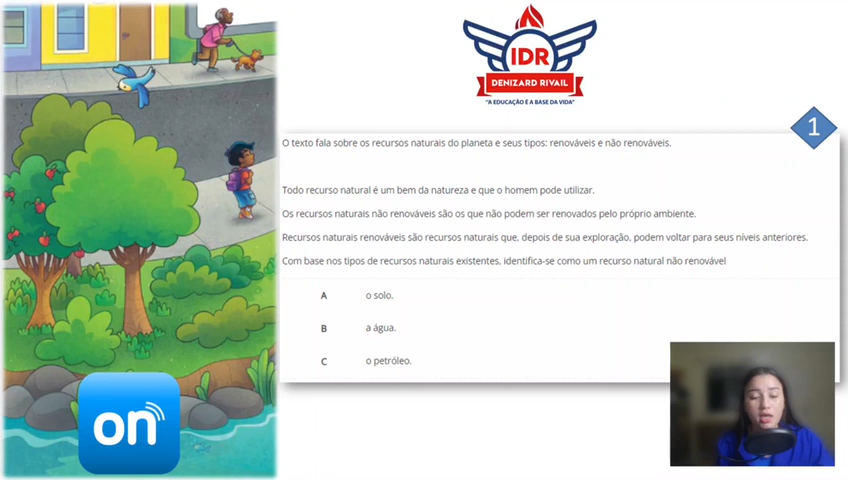 IDR
DENIZARD RIVAIL
"A EDUCAÇÃO É A BASE DA VIDA"
1
O texto fala sobre os recursos naturais do planeta e seus tipos: renováveis e não renováveis.
Todo recurso natural é um bem da natureza e que o homem pode utilizar.
Os recursos naturais não renováveis são os que não podem ser renovados pelo próprio ambiente.
Recursos naturais renováveis são recursos naturais que, depois de sua exploração, podem voltar para seus níveis anteriores.
Com base nos tipos de recursos naturais existentes, identifica-se como um recurso natural não renovável
A o solo.
B a água.
C o petróleo.
on